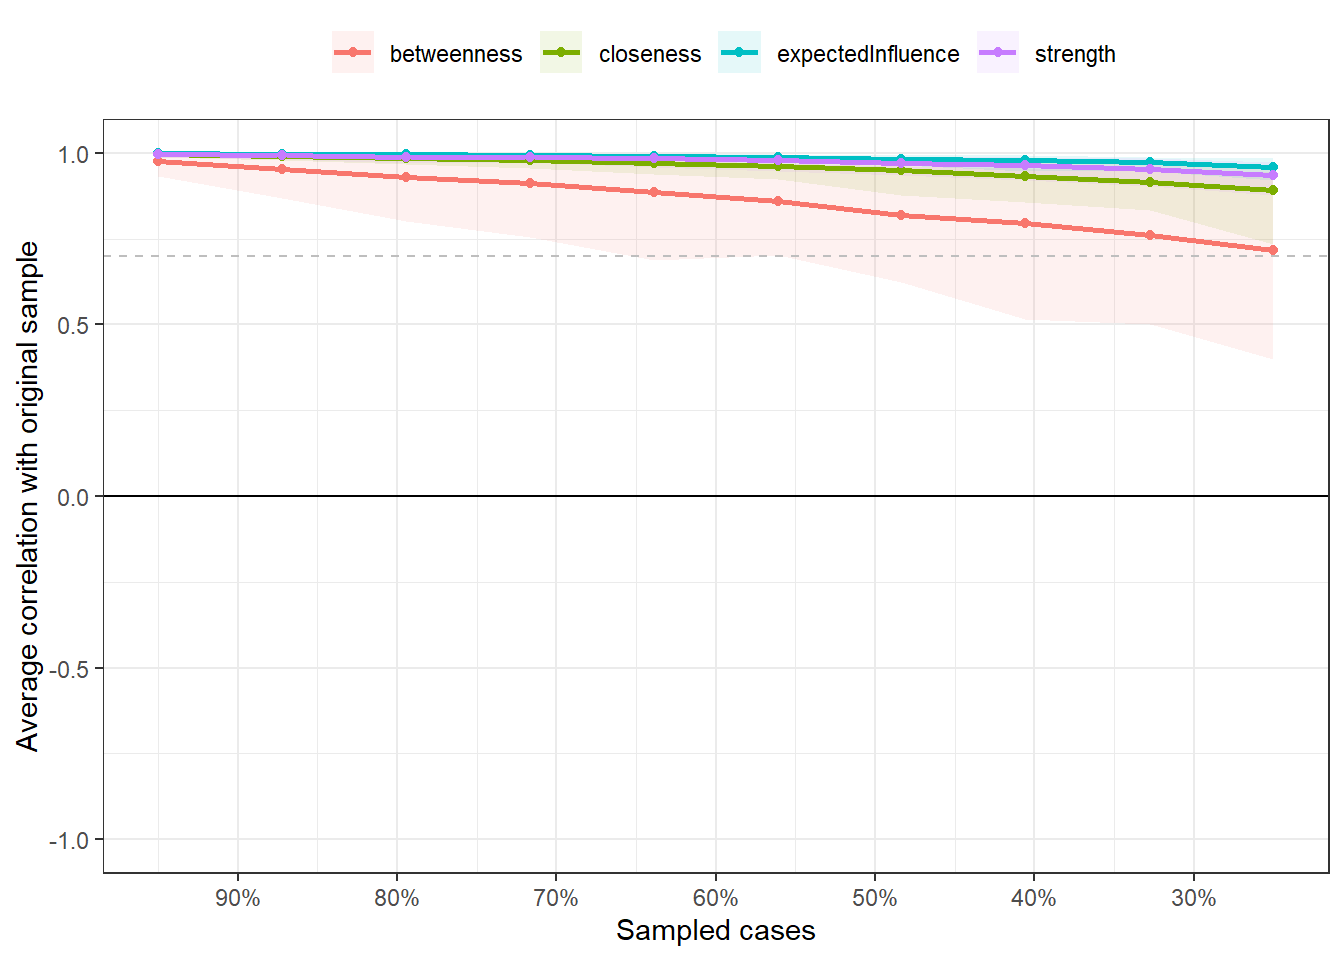 betweenness closeness expectedInfluence strength
Average correlation with original sample
1.0
0.5
0.0
-0.5
-1.0
90% 80% 70% 60% 50% 40% 30%
Sampled cases